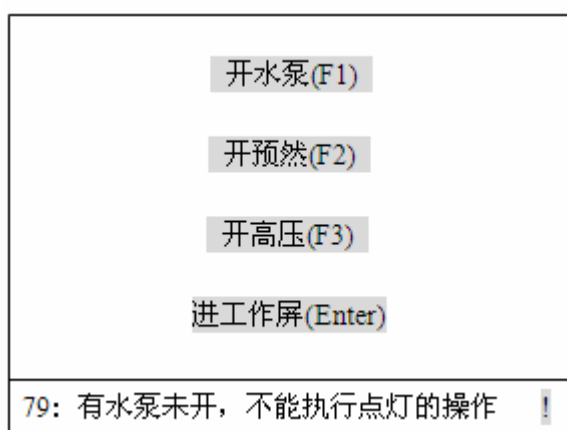 开水泵(F1)
开预然(F2)
开高压(F3)
进工作屏(Enter)
79：有水泵未开，不能执行点灯的操作 !